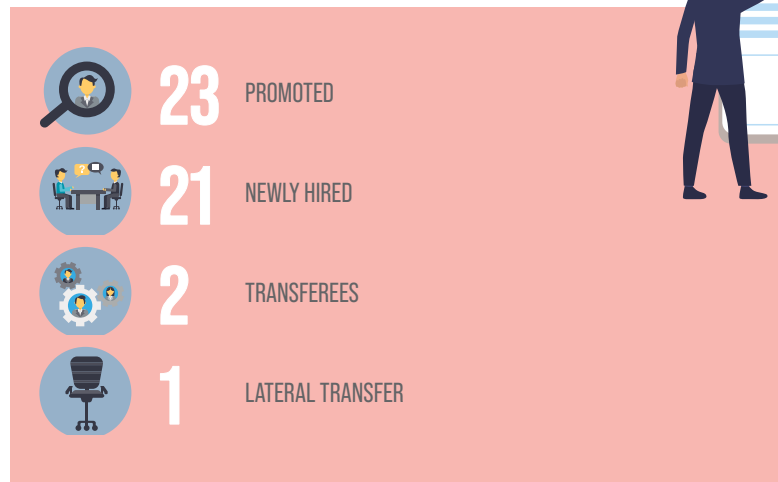 23 PROMOTED
21 NEWLY HIRED
2 TRANSFEREES
1 LATERAL TRANSFER